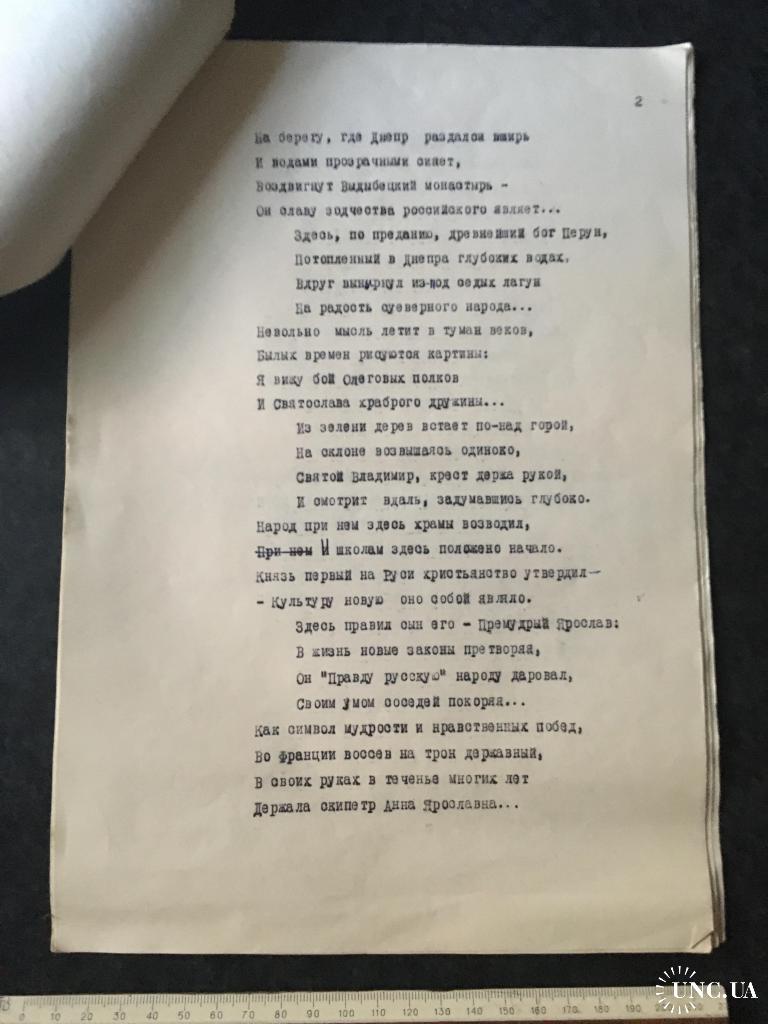 2
На берегу, где Днепр раздался вширь
И водами прозрачными сияет,
Воздвигнут Выдыбецкий монастырь -
Он славу зодчества российского являет...
Здесь, по преданию, древнейший бог Перун,
Потопленный в Днепра глубоких водах,
Вдруг вынырнул из-под седых лагун
На радость суеверного народа...
Невольно мысль летит в туман веков,
Былых времен рисуются картины:
Я вижу бой Олеговых полков
И Святослава храброго дружины...
Из зелени дерев встает по-над горой,
На склоне возвышаясь одиноко,
Святой Владимир, крест держа рукой,
И смотрит вдаль, задумавшись глубоко.
Народ при нем здесь храмы возводил,
При нем И школам здесь положено начало.
Князь первый на Руси христьянство утвердил—
- Культуру новую оно собой являло.
Здесь правил сын его - Премудрый Ярослав:
В жизнь новые законы претворяя,
Он "Правду русскую" народу даровал,
Своим умом соседей покоряя...
Как символ мудрости и нравственных побед,
Во Франции воссев на трон державный,
В своих руках в теченье многих лет
Держала скипетр Анна Ярославна...
0 10 20 30 40 50 60 70 80 90 100 110 120 130 140 150 160 170 180 190 200
UNC.UA